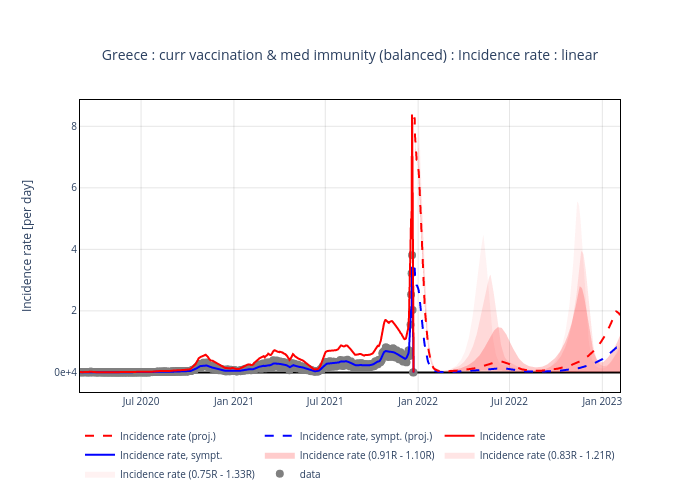 Greece : curr vaccination & med immunity (balanced) : Incidence rate : linear
Incidence rate [per day]
8
6
4
2
0e+4
Jul 2020
Jan 2021
Jul 2021
Jan 2022
Jul 2022
Jan 2023
Incidence rate (proj.)
Incidence rate, sympt. (proj.)
Incidence rate
Incidence rate, sympt.
Incidence rate (0.91R - 1.10R)
Incidence rate (0.83R - 1.21R)
Incidence rate (0.75R - 1.33R)
data